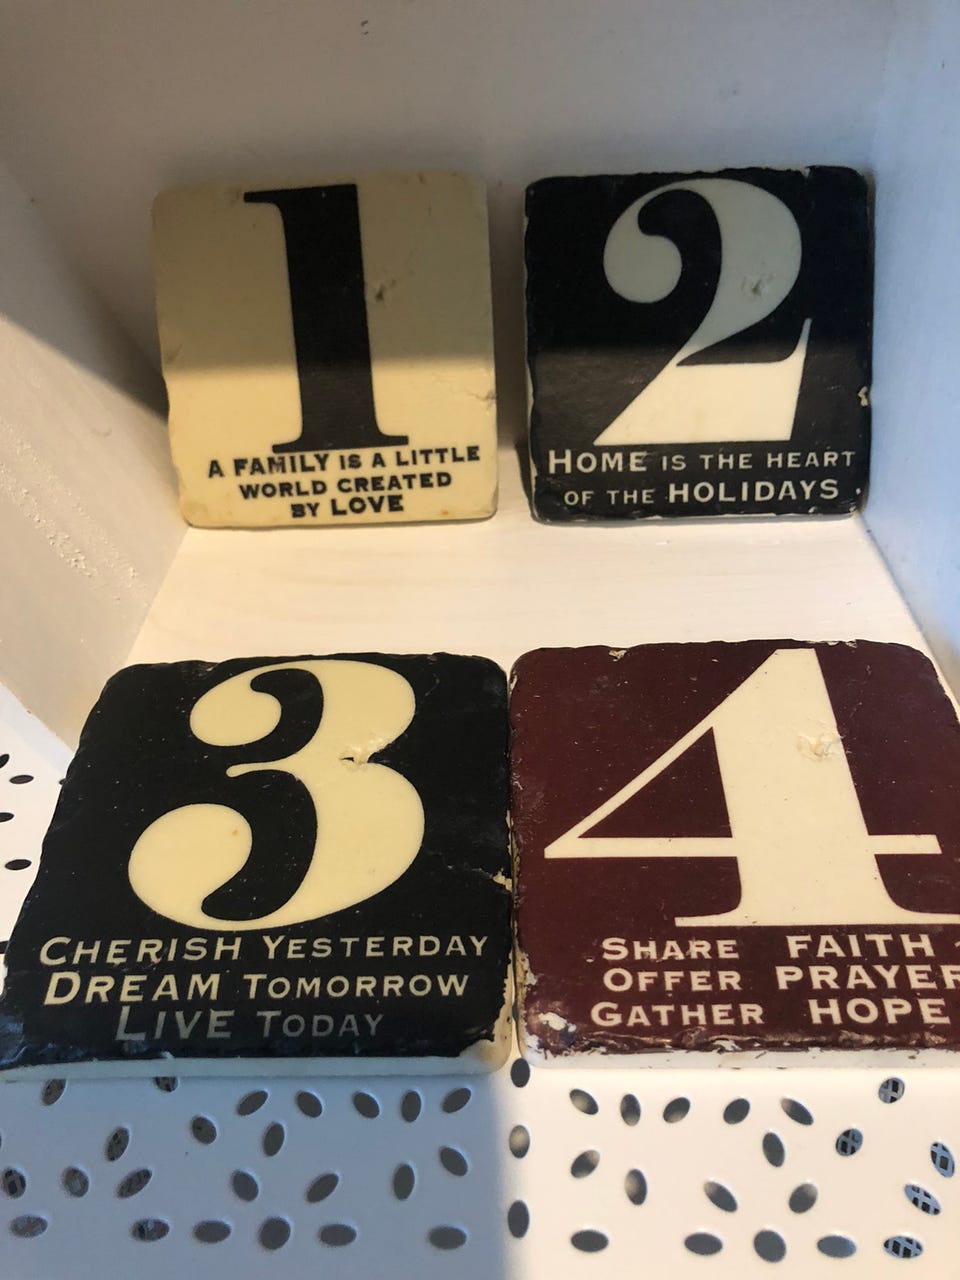 1
A FAMILY IS A LITTLE
WORLD CREATED
BY LOVE
2
HOME IS THE HEART
OF THE HOLIDAYS
3
CHERISH YESTERDAY
DREAM TOMORROW
LIVE TODAY
4
SHARE FAITH
OFFER PRAYER
GATHER HOPE